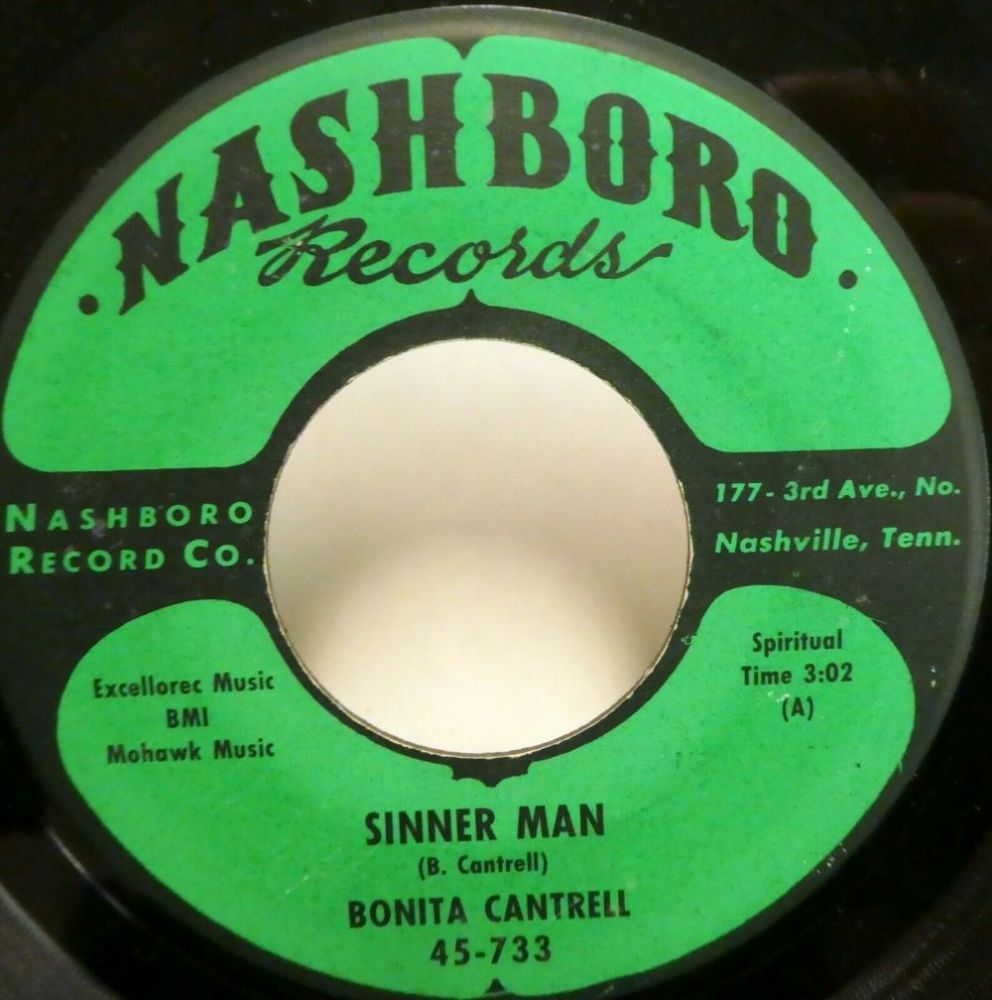 NASHBORO
Records
NASHBORO
RECORD CO.
177-3rd Ave., No.
Nashville, Tenn.
Excellorec Music
BMI
Mohawk Music
Spiritual
Time 3:02
(A)
SINNER MAN
(B. Cantrell)
BONITA CANTRELL
45-733